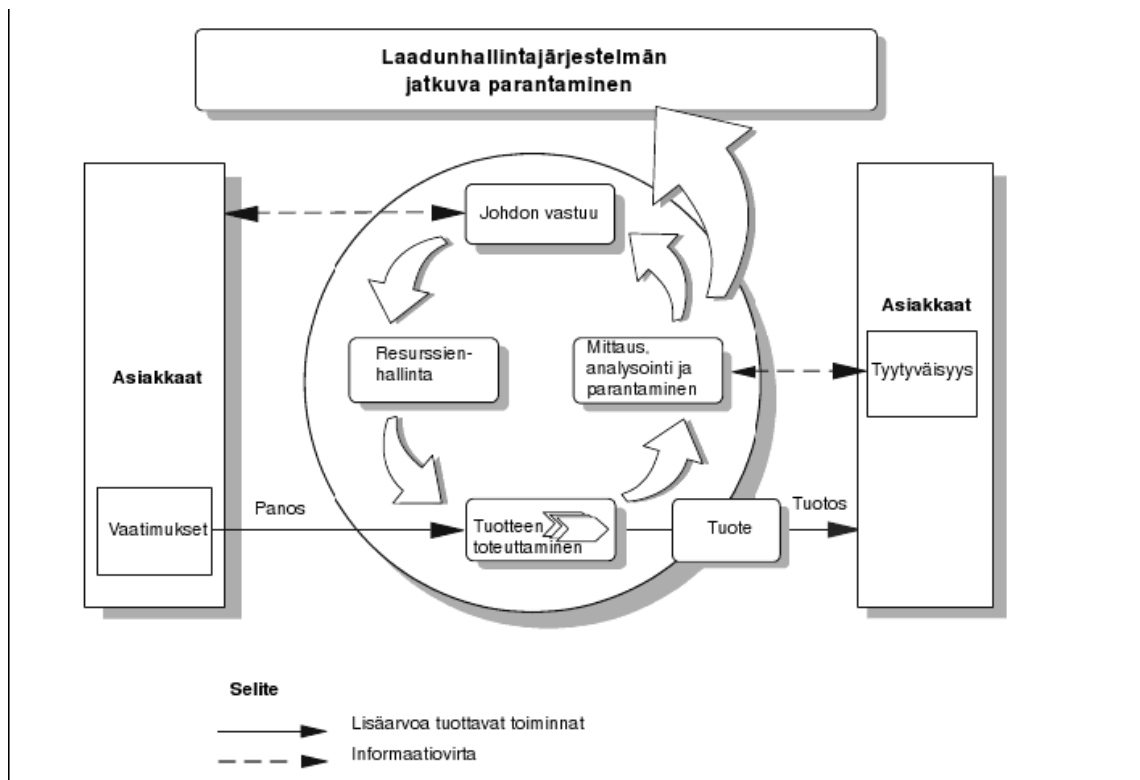 Laadunhallintajärjestelmän
jatkuva parantaminen
Johdon vastuu
Asiakkaat
Resurssien-
hallinta
Mittaus,
analysointi ja
parantaminen
Asiakkaat
Tyytyväisyys
Vaatimukset
Panos
Tuotteen
toteuttaminen
Tuote
Tuotos
Selite
Lisäarvoa tuottavat toiminnat
Informaatiovirta